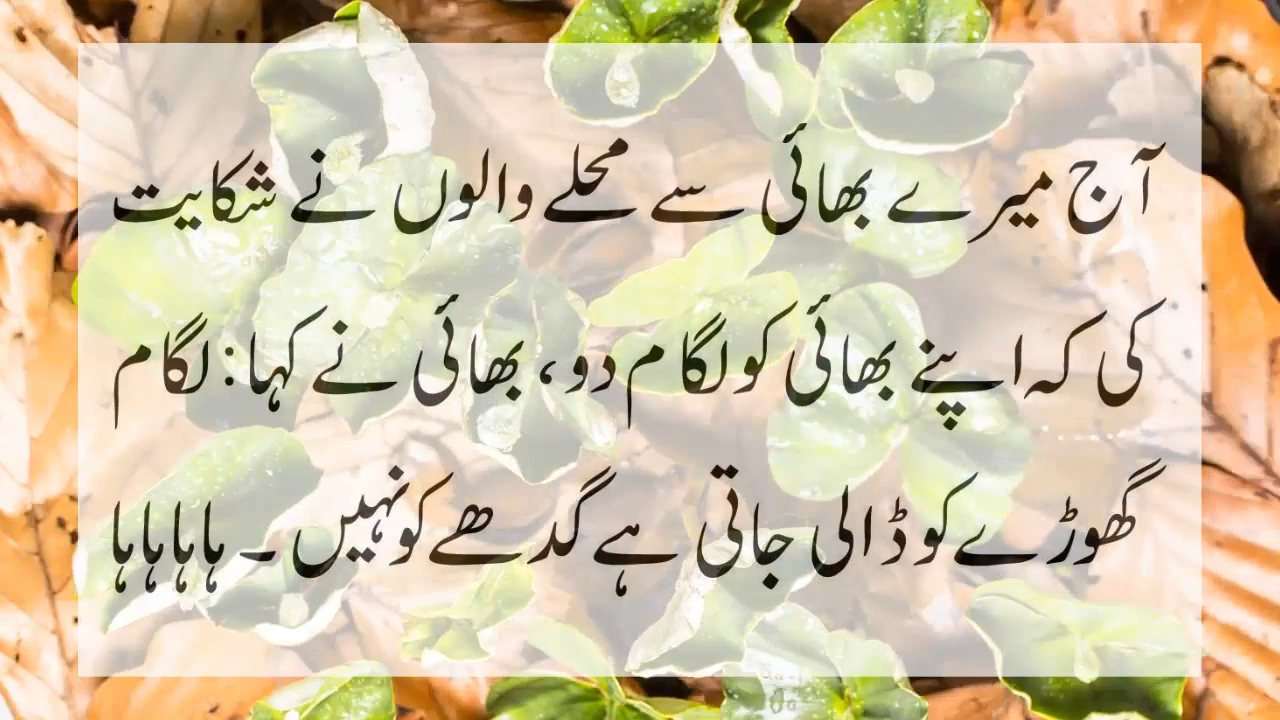 آج میرے بھائی سے محلے والوں نے شکایت
کی کہ اپنے بھائی کو لگام دو، بھائی نے کہا: لگام
گھوڑے کو ڈالی جاتی ہے گدھے کو نہیں ۔ ہاہاہاہا